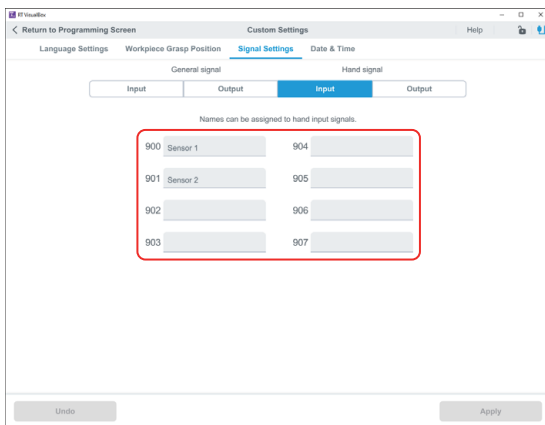 RT VisualBox
Return to Programming Screen Custom Settings Help
Language Settings Workpiece Grasp Position Signal Settings Date & Time
General signal Hand signal
Input Output Input Output
Names can be assigned to hand input signals.
900 Sensor 1 904
901 Sensor 2 905
902 906
903 907
Undo Apply